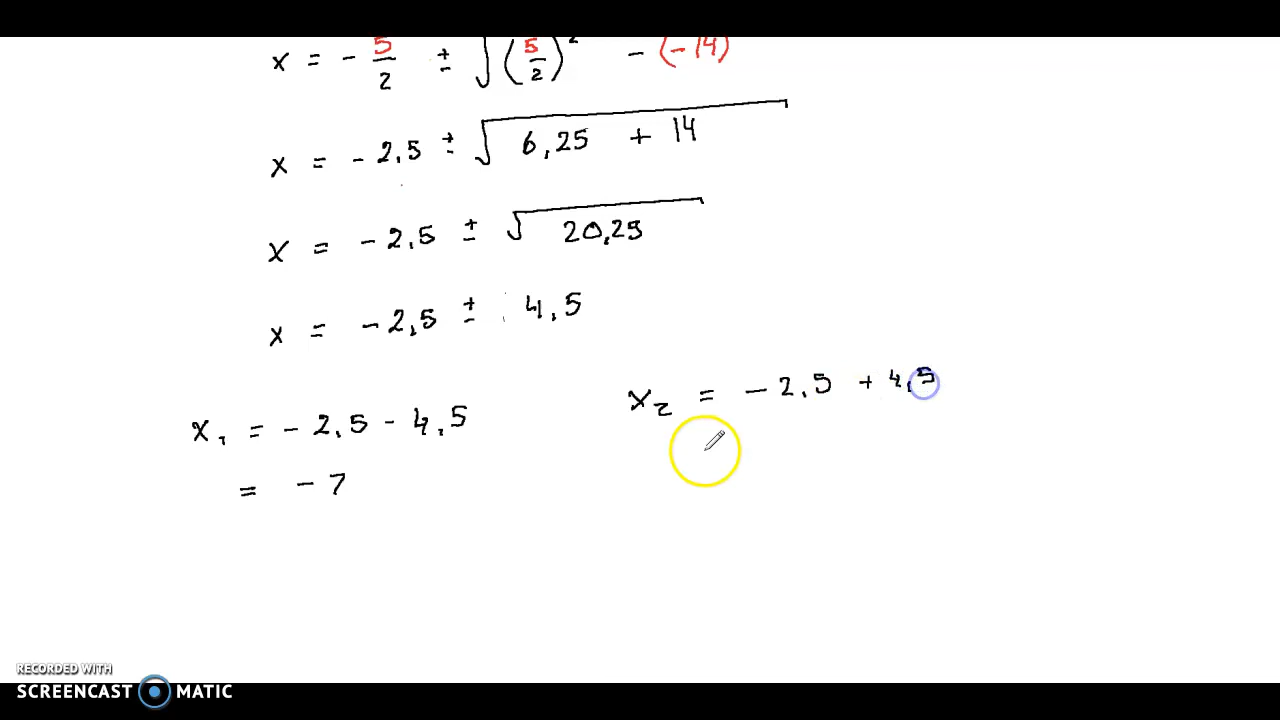 x = - 5/2 ± √(5/2)² - (-14)
x = -2,5 ± √6,25 + 14
x = -2,5 ± √20,25
x = -2,5 ± 4,5
x₁ = -2,5 - 4,5
= -7
x₂ = -2,5 + 4,5
RECORDED WITH
SCREENCAST MATIC